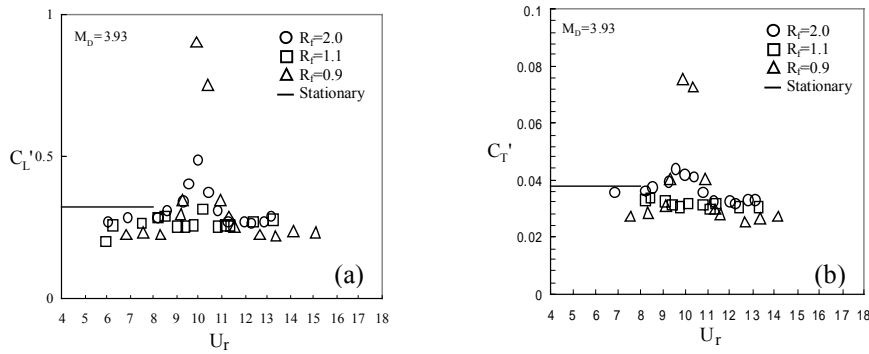 1
M_D=3.93
R_f=2.0
R_f=1.1
R_f=0.9
Stationary
C_L'
0.5
0
(a)
4 5 6 7 8 9 10 11 12 13 14 15 16 17 18
U_r
0.1
M_D=3.93
R_f=2.0
R_f=1.1
R_f=0.9
Stationary
0.08
0.06
C_T'
0.04
0.02
0
(b)
4 5 6 7 8 9 10 11 12 13 14 15 16 17 18
U_r